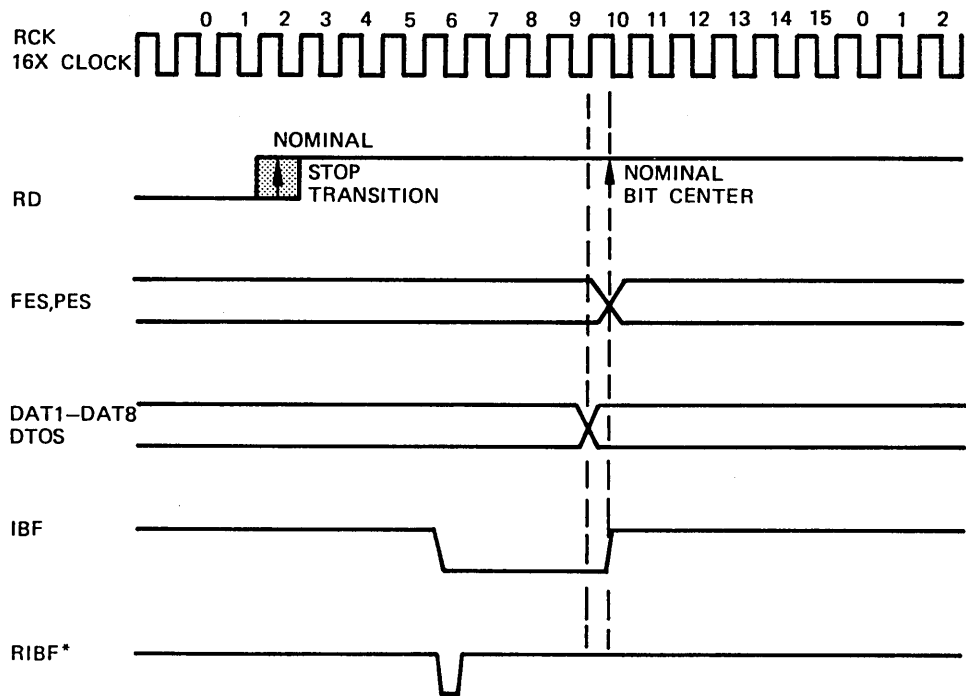 0 1 2 3 4 5 6 7 8 9 10 11 12 13 14 15 0 1 2
RCK
16X CLOCK
NOMINAL
STOP
TRANSITION
NOMINAL
BIT CENTER
RD
FES,PES
DAT1–DAT8
DTOS
IBF
RIBF*